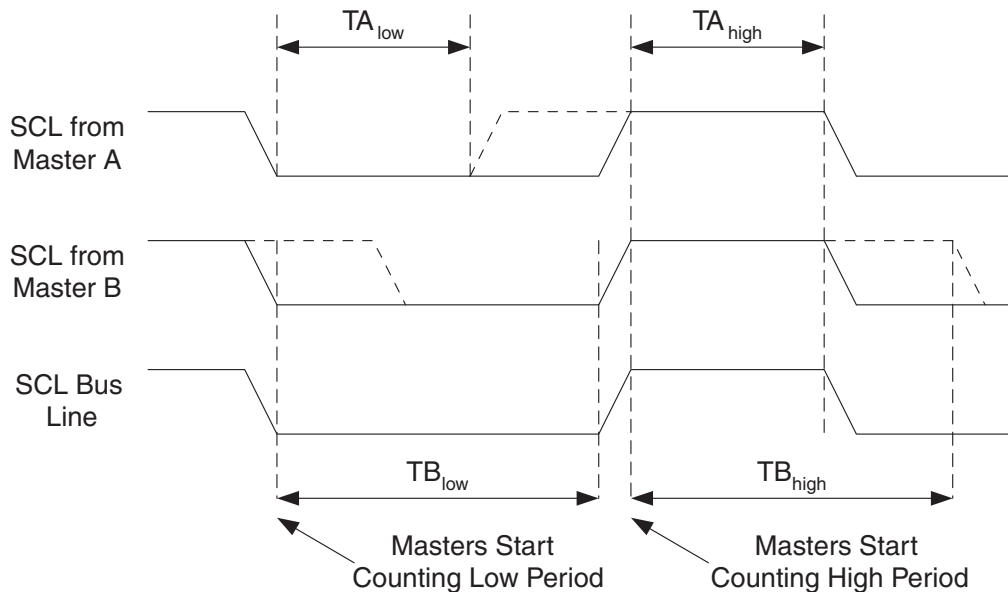 TA low
TA high
SCL from
Master A
SCL from
Master B
SCL Bus
Line
TB low
TB high
Masters Start
Counting Low Period
Masters Start
Counting High Period